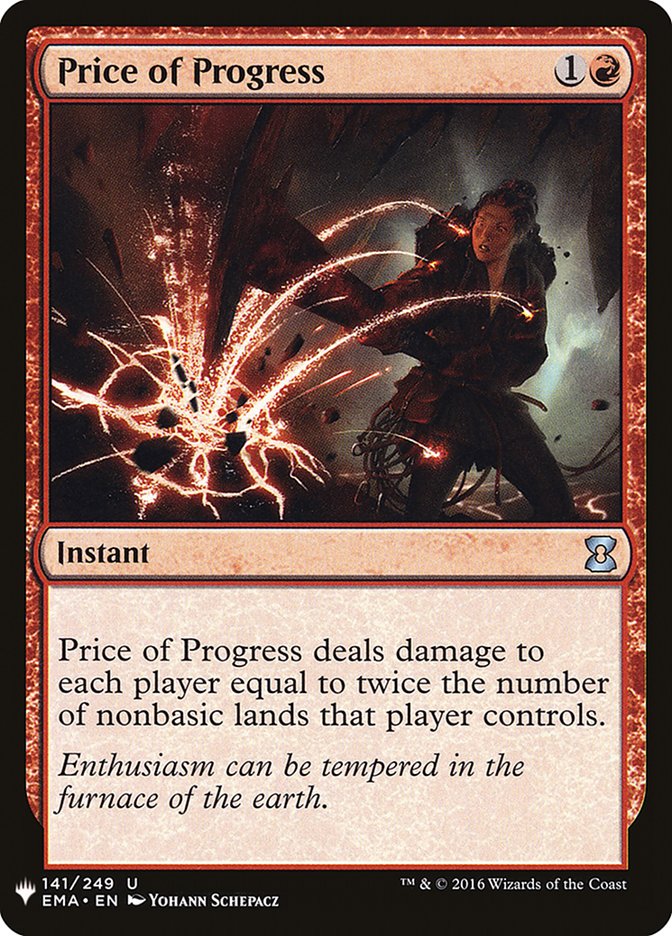 Price of Progress
1
Instant
Price of Progress deals damage to
each player equal to twice the number
of nonbasic lands that player controls.
Enthusiasm can be tempered in the
furnace of the earth.
141/249 U
EMA • EN Yohann Schepacz
™ & © 2016 Wizards of the Coast